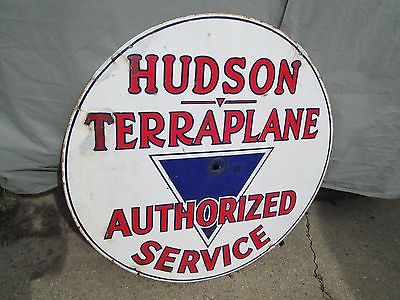 HUDSON
TERRAPLANE
AUTHORIZED
SERVICE